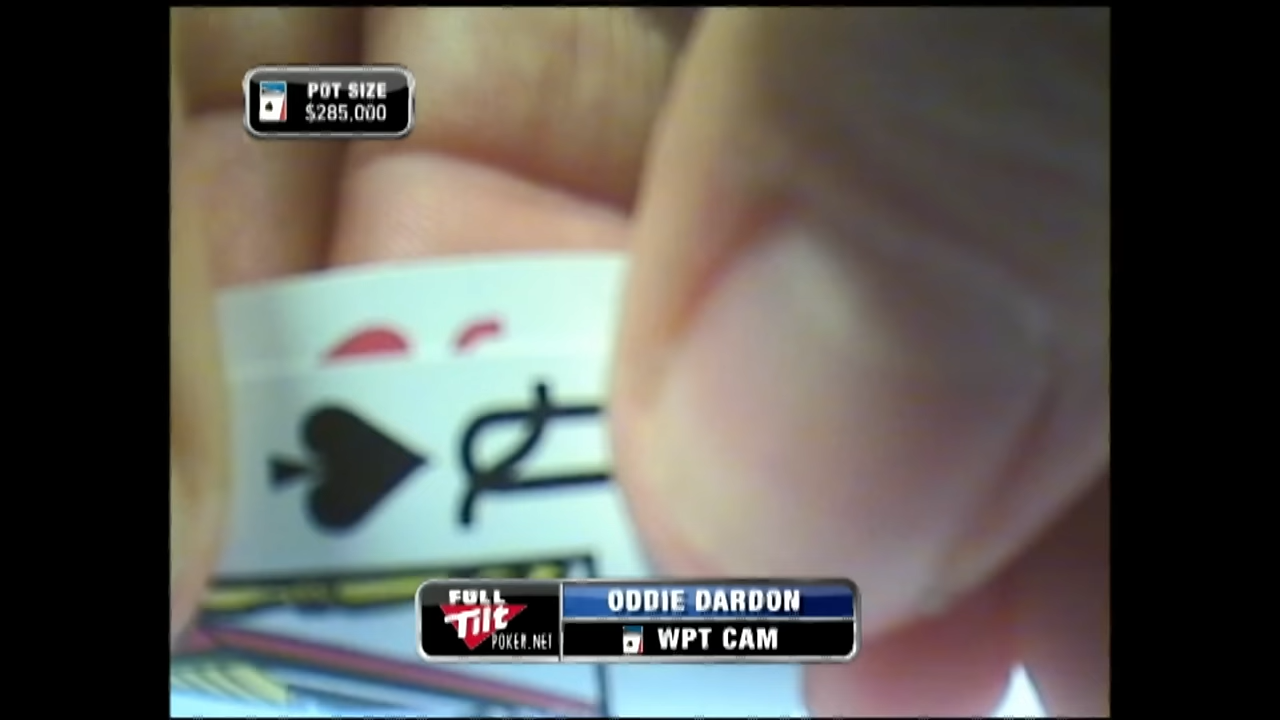 POT SIZE
$285,000
Q
FULL
Tilt
POKER.NET
ODDIE DARDON
WPT CAM